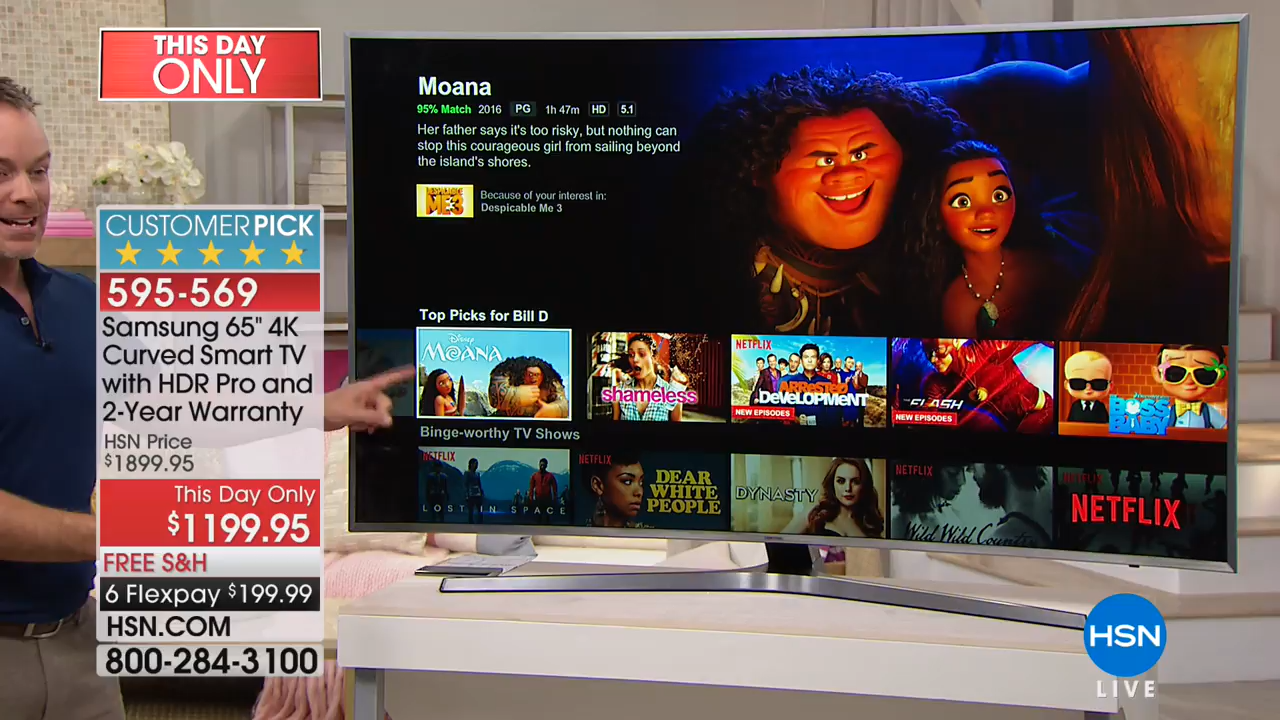 THIS DAY
ONLY
CUSTOMER PICK
595-569
Samsung 65" 4K
Curved Smart TV
with HDR Pro and
2-Year Warranty
HSN Price
$1899.95
This Day Only
$1199.95
FREE S&H
6 Flexpay $199.99
HSN.COM
800-284-3100
Moana
95% Match 2016 PG 1h 47m HD 5.1
Her father says it's too risky, but nothing can
stop this courageous girl from sailing beyond
the island's shores.
DESPICABLE
ME3
Because of your interest in:
Despicable Me 3
Top Picks for Bill D
Disney
MOANA
shameless
NETFLIX
ARRESTED
DEVELOPMENT
NEW EPISODES
THE FLASH
NEW EPISODES
BOSS
BABY
Binge-worthy TV Shows
NETFLIX
LOST IN SPACE
NETFLIX
DEAR
WHITE
PEOPLE
DYNASTY
NETFLIX
Wild Wild Country
NETFLIX
NETFLIX
HSN
LIVE